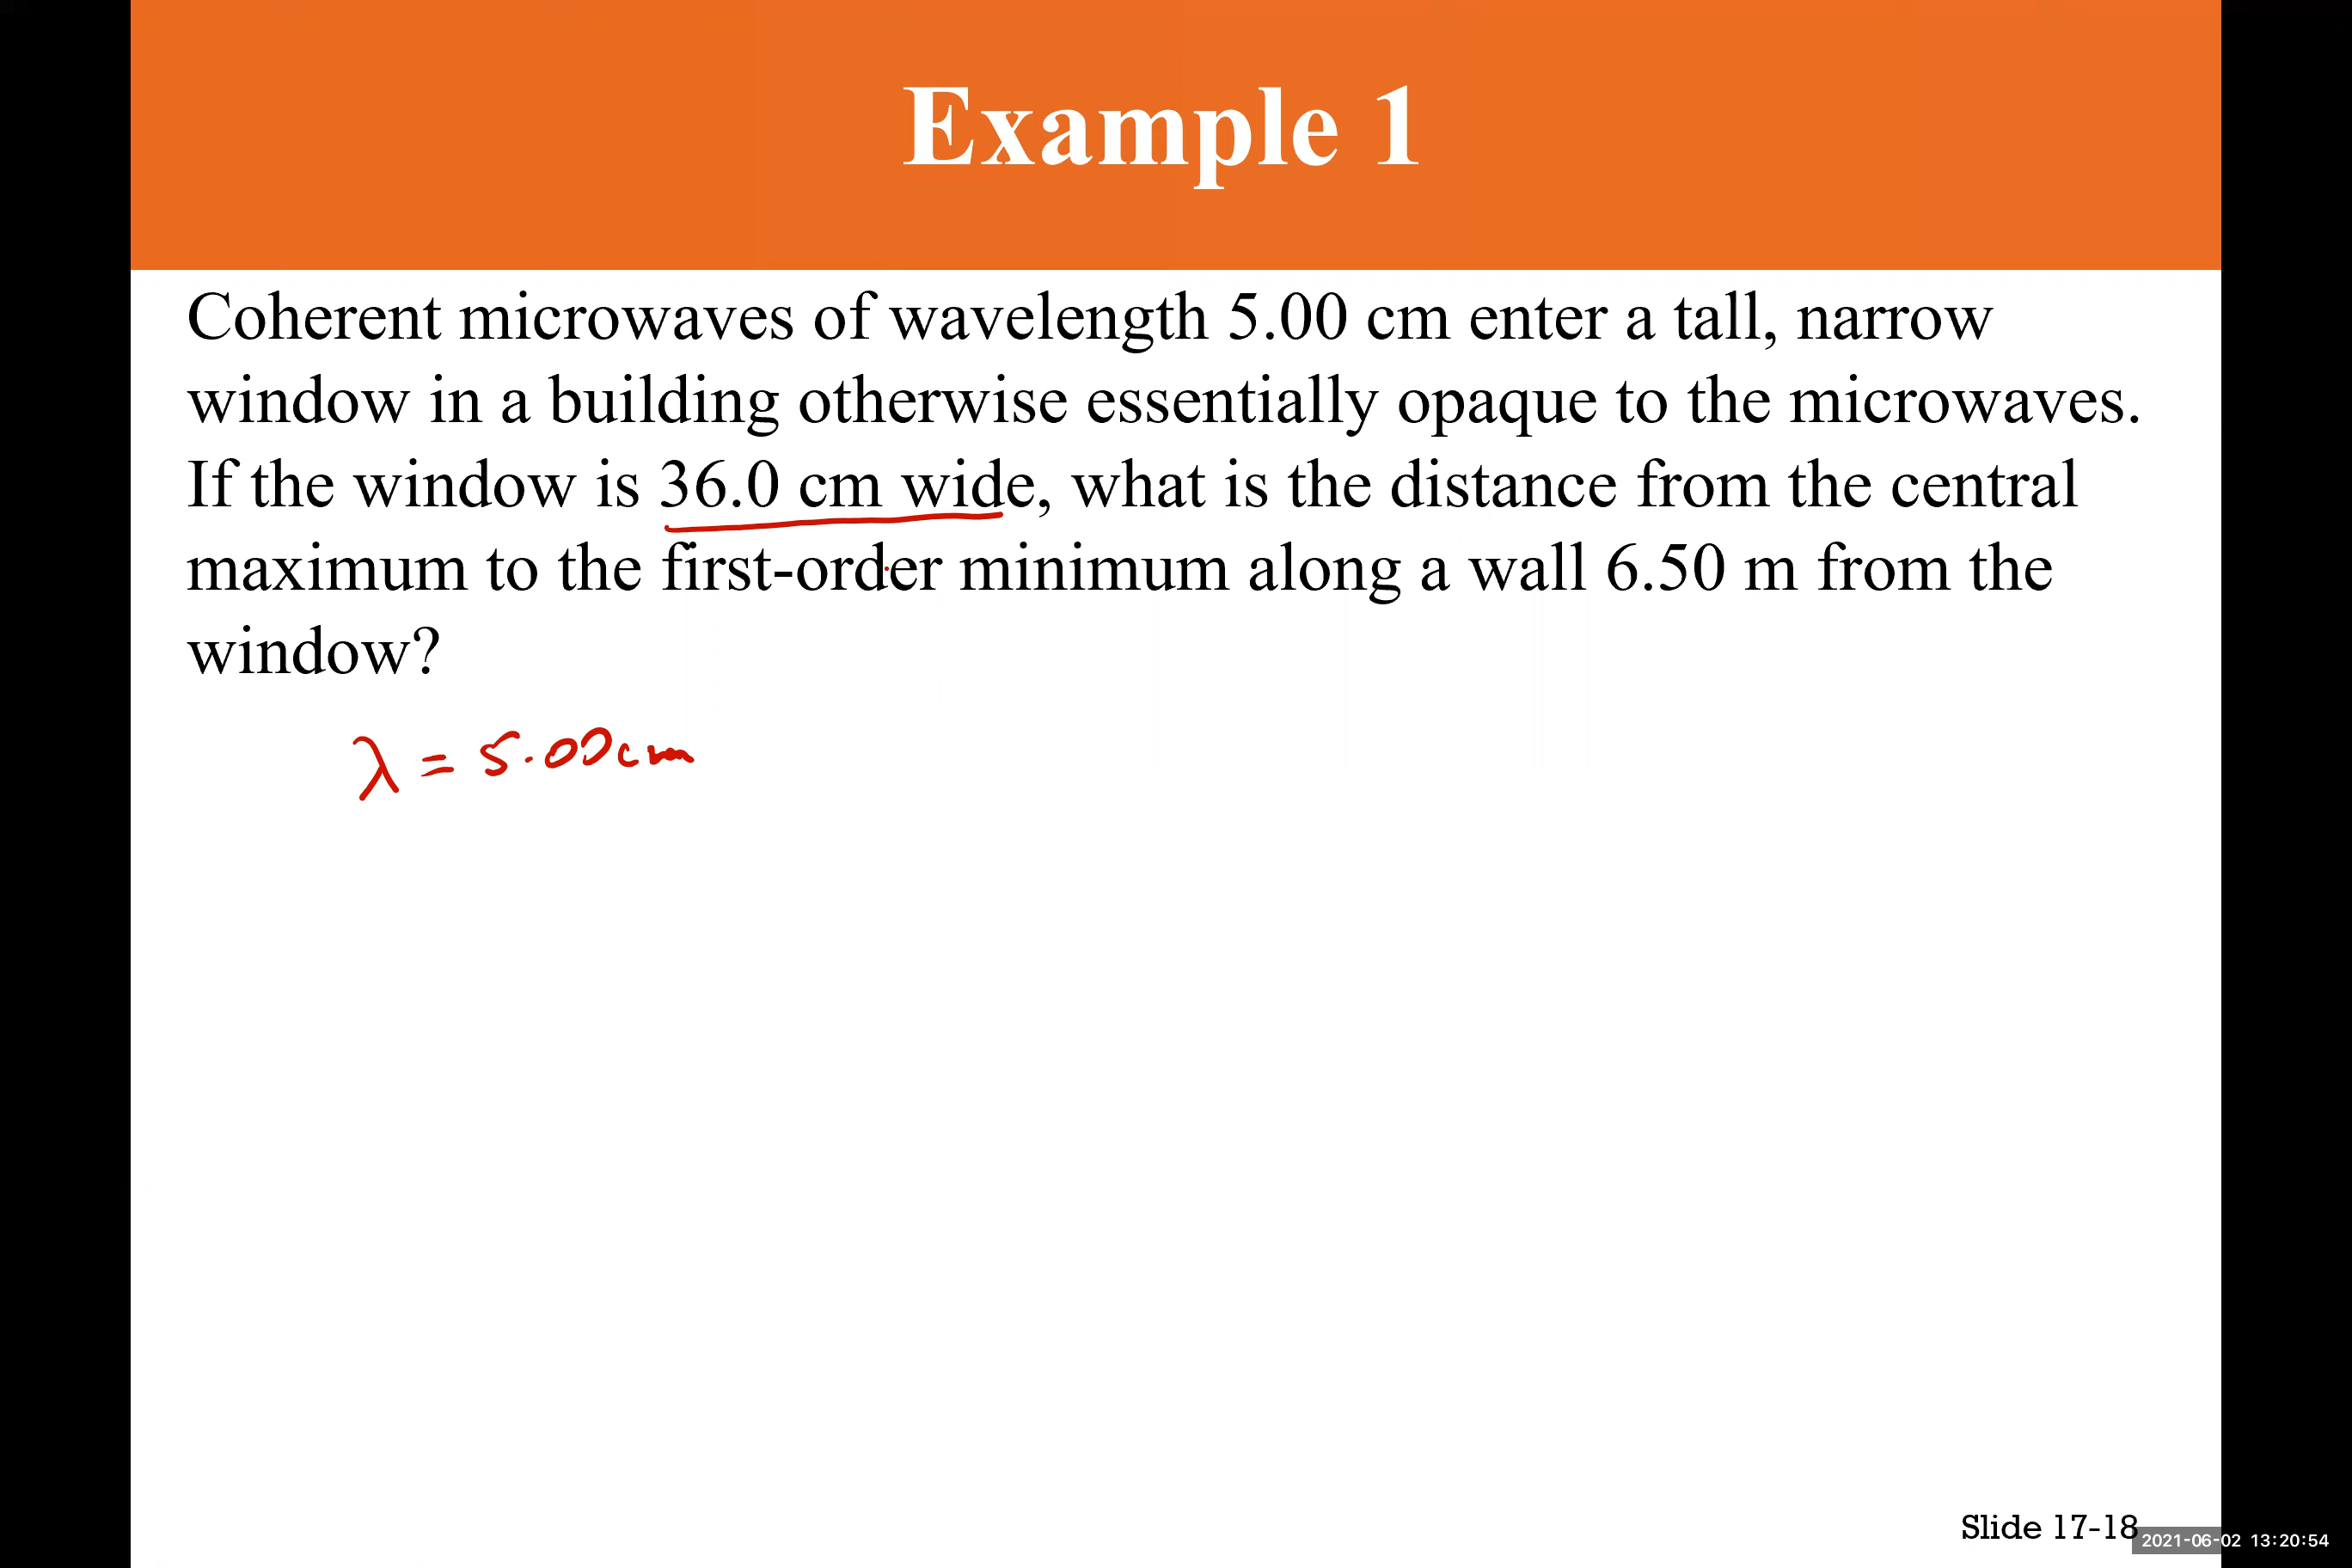 Example 1
Coherent microwaves of wavelength 5.00 cm enter a tall, narrow
window in a building otherwise essentially opaque to the microwaves.
If the window is 36.0 cm wide, what is the distance from the central
maximum to the first-order minimum along a wall 6.50 m from the
window?
λ = 5.00cm
Slide 17-18
2021-06-02 13:20:54